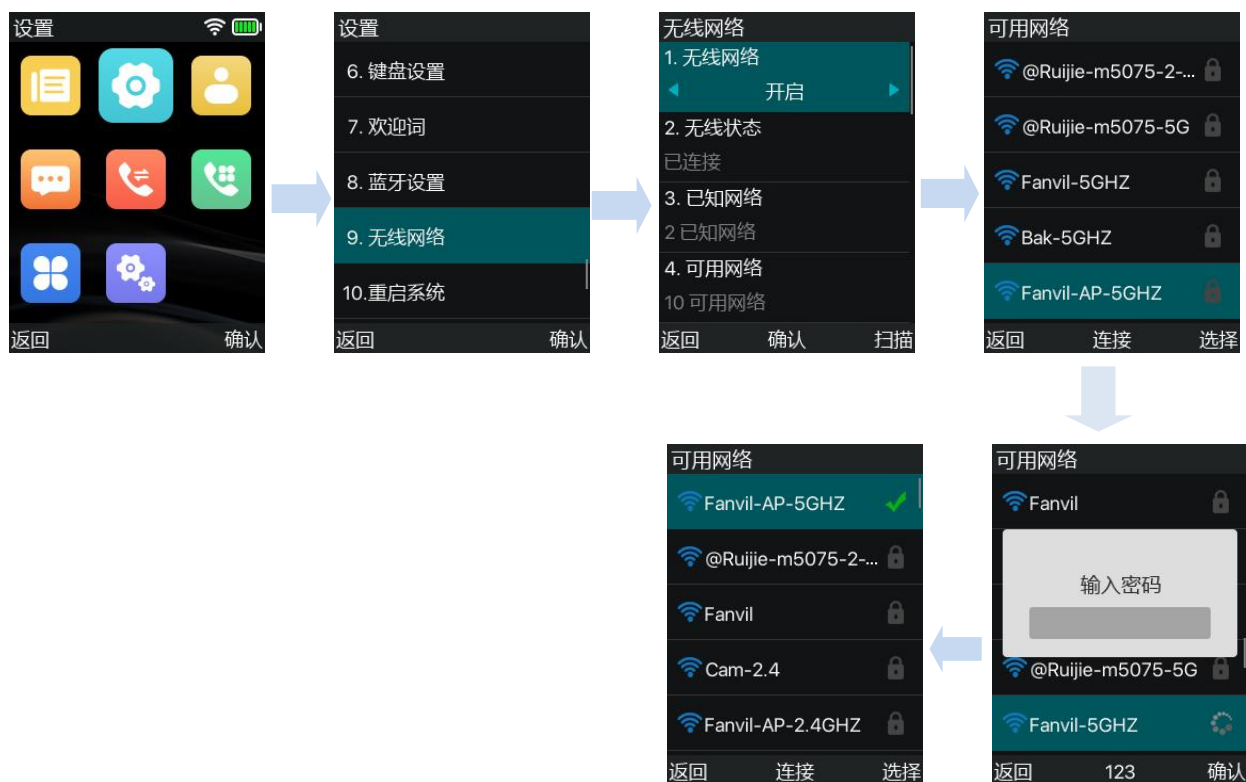 设置
返回
确认
设置
6. 键盘设置
7. 欢迎词
8. 蓝牙设置
9. 无线网络
10.重启系统
返回
确认
无线网络
1. 无线网络
开启
2. 无线状态
已连接
3. 已知网络
2 已知网络
4. 可用网络
10 可用网络
返回
确认
扫描
可用网络
@Ruijie-m5075-2-...
@Ruijie-m5075-5G
Fanvil-5GHZ
Bak-5GHZ
Fanvil-AP-5GHZ
返回
连接
选择
可用网络
Fanvil
输入密码
@Ruijie-m5075-5G
Fanvil-5GHZ
返回
123
确认
可用网络
Fanvil-AP-5GHZ
@Ruijie-m5075-2-...
Fanvil
Cam-2.4
Fanvil-AP-2.4GHZ
返回
连接
选择